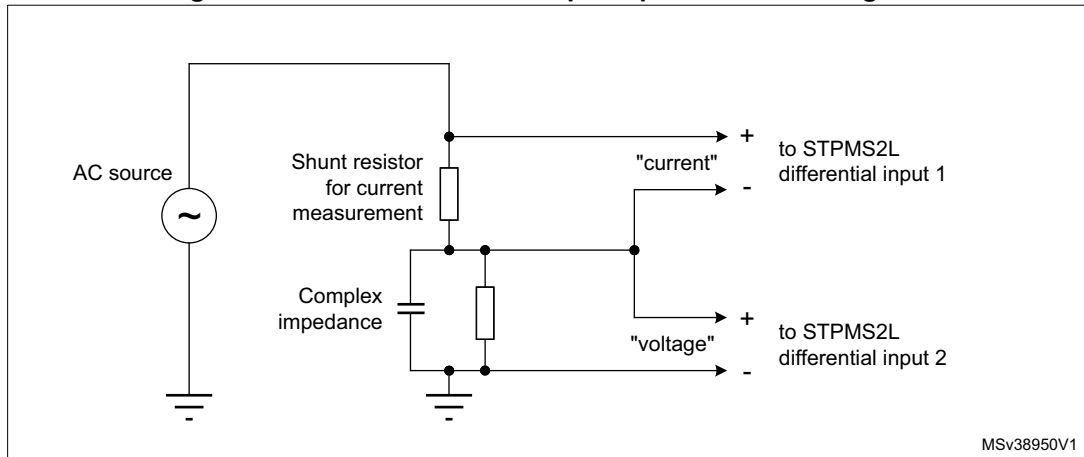 AC source
~
Shunt resistor
for current
measurement
Complex
impedance
"current"
+
-
to STPMS2L
differential input 1
"voltage"
+
-
to STPMS2L
differential input 2
MSv38950V1